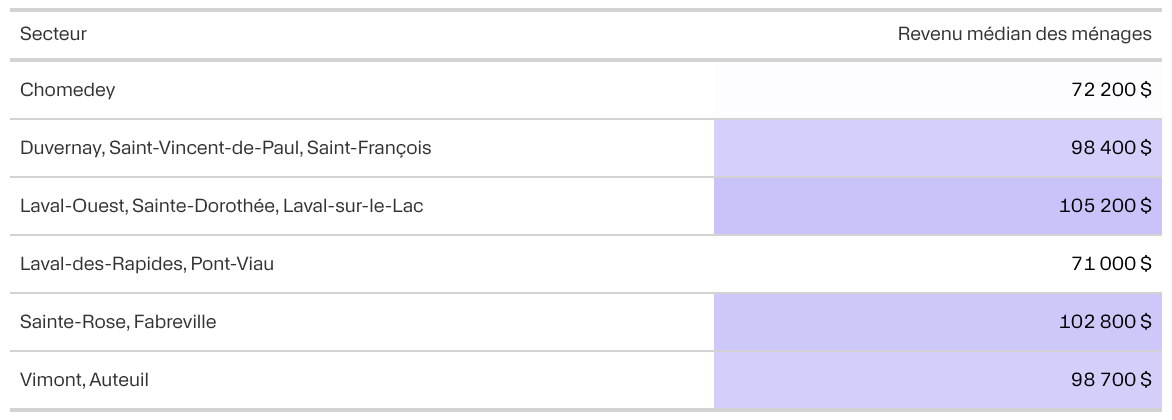 Secteur Revenu médian des ménages
Chomedey 72 200 $
Duvernay, Saint-Vincent-de-Paul, Saint-François 98 400 $
Laval-Ouest, Sainte-Dorothée, Laval-sur-le-Lac 105 200 $
Laval-des-Rapides, Pont-Viau 71 000 $
Sainte-Rose, Fabreville 102 800 $
Vimont, Auteuil 98 700 $